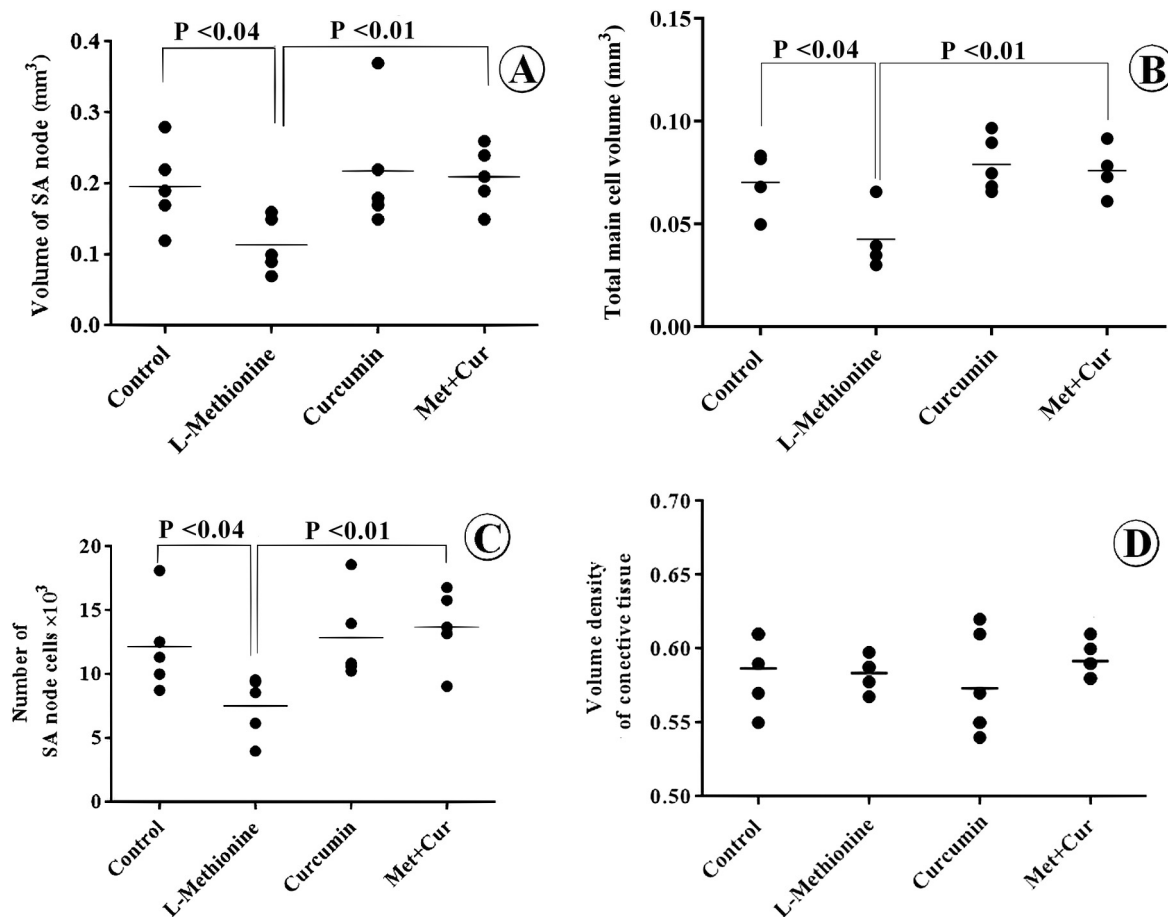 P <0.04
P <0.01
A
Volume of SA node (mm³)
0.4
0.3
0.2
0.1
0.0
Control
L-Methionine
Curcumin
Met+Cur
P <0.04
P <0.01
B
Total main cell volume (mm³)
0.15
0.10
0.05
0.00
Control
L-Methionine
Curcumin
Met+Cur
P <0.04
P <0.01
C
Number of
SA node cells ×10³
20
15
10
5
0
Control
L-Methionine
Curcumin
Met+Cur
D
Volume density
of conective tissue
0.70
0.65
0.60
0.55
0.50
Control
L-Methionine
Curcumin
Met+Cur